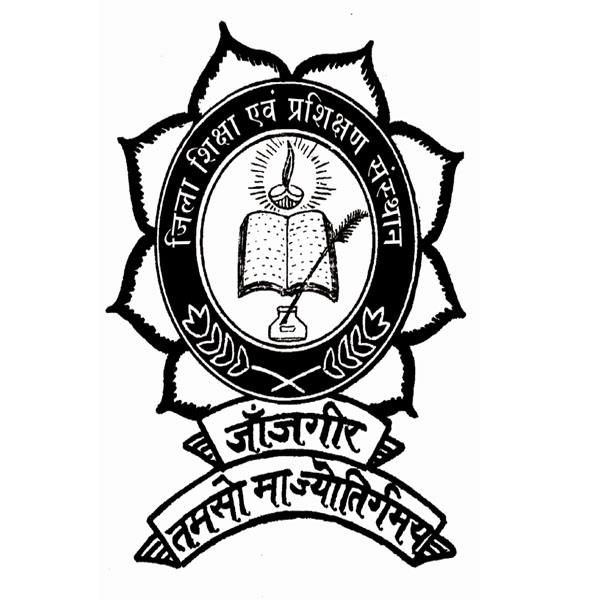 जिला शिक्षा एवं प्रशिक्षण संस्थान
जाँजगीर
तमसो मा ज्योतिर्गमय